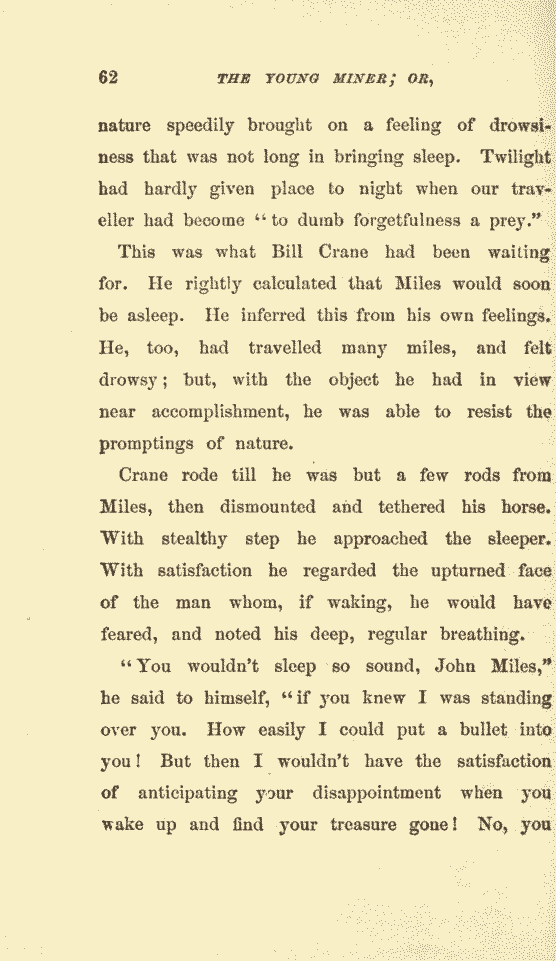 62 THE YOUNG MINER; OR,
nature speedily brought on a feeling of drowsi-
ness that was not long in bringing sleep. Twilight
had hardly given place to night when our trav-
eller had become “to dumb forgetfulness a prey.”
This was what Bill Crane had been waiting
for. He rightly calculated that Miles would soon
be asleep. He inferred this from his own feelings.
He, too, had travelled many miles, and felt
drowsy; but, with the object he had in view
near accomplishment, he was able to resist the
promptings of nature.
Crane rode till he was but a few rods from
Miles, then dismounted and tethered his horse.
With stealthy step he approached the sleeper.
With satisfaction he regarded the upturned face
of the man whom, if waking, he would have
feared, and noted his deep, regular breathing.
“You wouldn't sleep so sound, John Miles,”
he said to himself, “if you knew I was standing
over you. How easily I could put a bullet into
you! But then I wouldn't have the satisfaction
of anticipating your disappointment when you
wake up and find your treasure gone! No, you